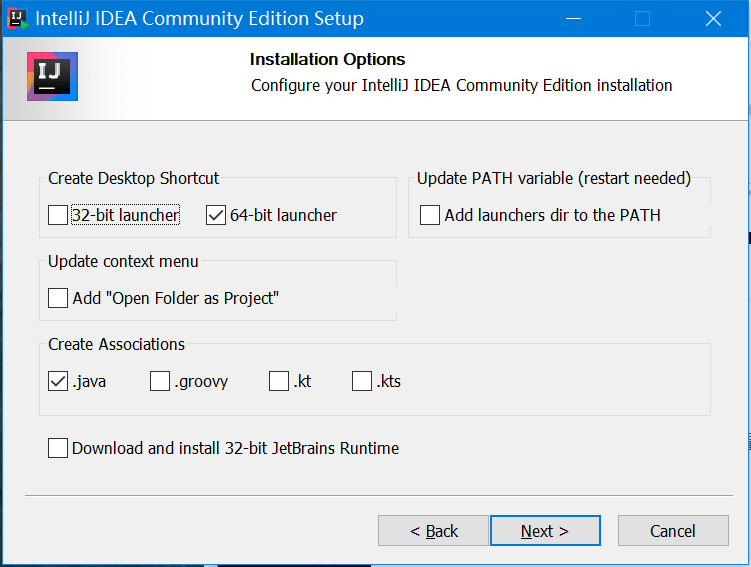 IntelliJ IDEA Community Edition Setup
IJ
Installation Options
Configure your IntelliJ IDEA Community Edition installation
Create Desktop Shortcut
32-bit launcher
64-bit launcher
Update PATH variable (restart needed)
Add launchers dir to the PATH
Update context menu
Add "Open Folder as Project"
Create Associations
.java
.groovy
.kt
.kts
Download and install 32-bit JetBrains Runtime
< Back
Next >
Cancel